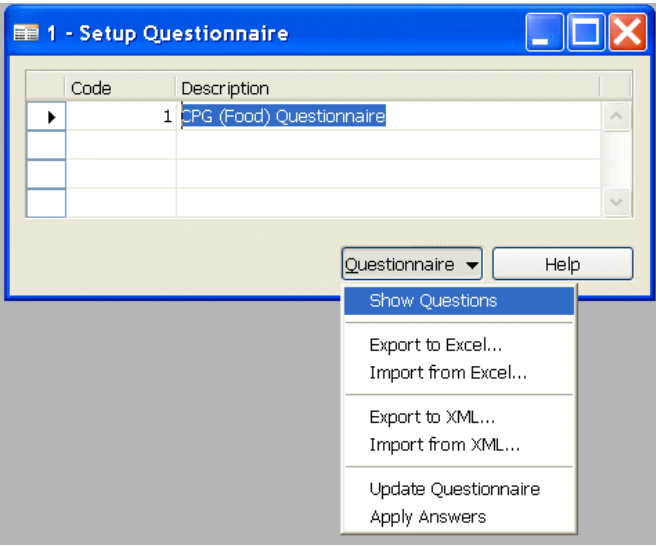 1 - Setup Questionnaire
Code Description
1 CPG (Food) Questionnaire
Questionnaire Help
Show Questions
Export to Excel...
Import from Excel...
Export to XML...
Import from XML...
Update Questionnaire
Apply Answers